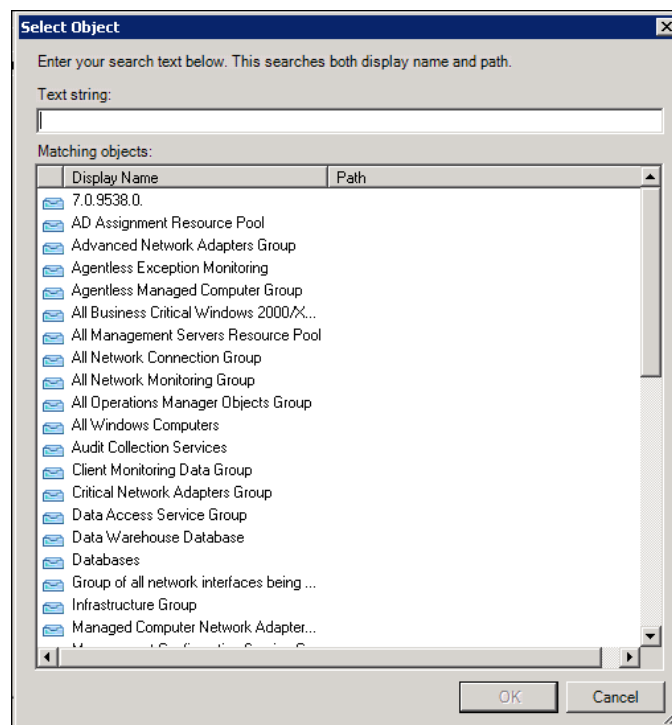 Select Object
Enter your search text below. This searches both display name and path.
Text string:
Matching objects:
Display Name Path
7.0.9538.0.
AD Assignment Resource Pool
Advanced Network Adapters Group
Agentless Exception Monitoring
Agentless Managed Computer Group
All Business Critical Windows 2000/X...
All Management Servers Resource Pool
All Network Connection Group
All Network Monitoring Group
All Operations Manager Objects Group
All Windows Computers
Audit Collection Services
Client Monitoring Data Group
Critical Network Adapters Group
Data Access Service Group
Data Warehouse Database
Databases
Group of all network interfaces being ...
Infrastructure Group
Managed Computer Network Adapter...
OK Cancel